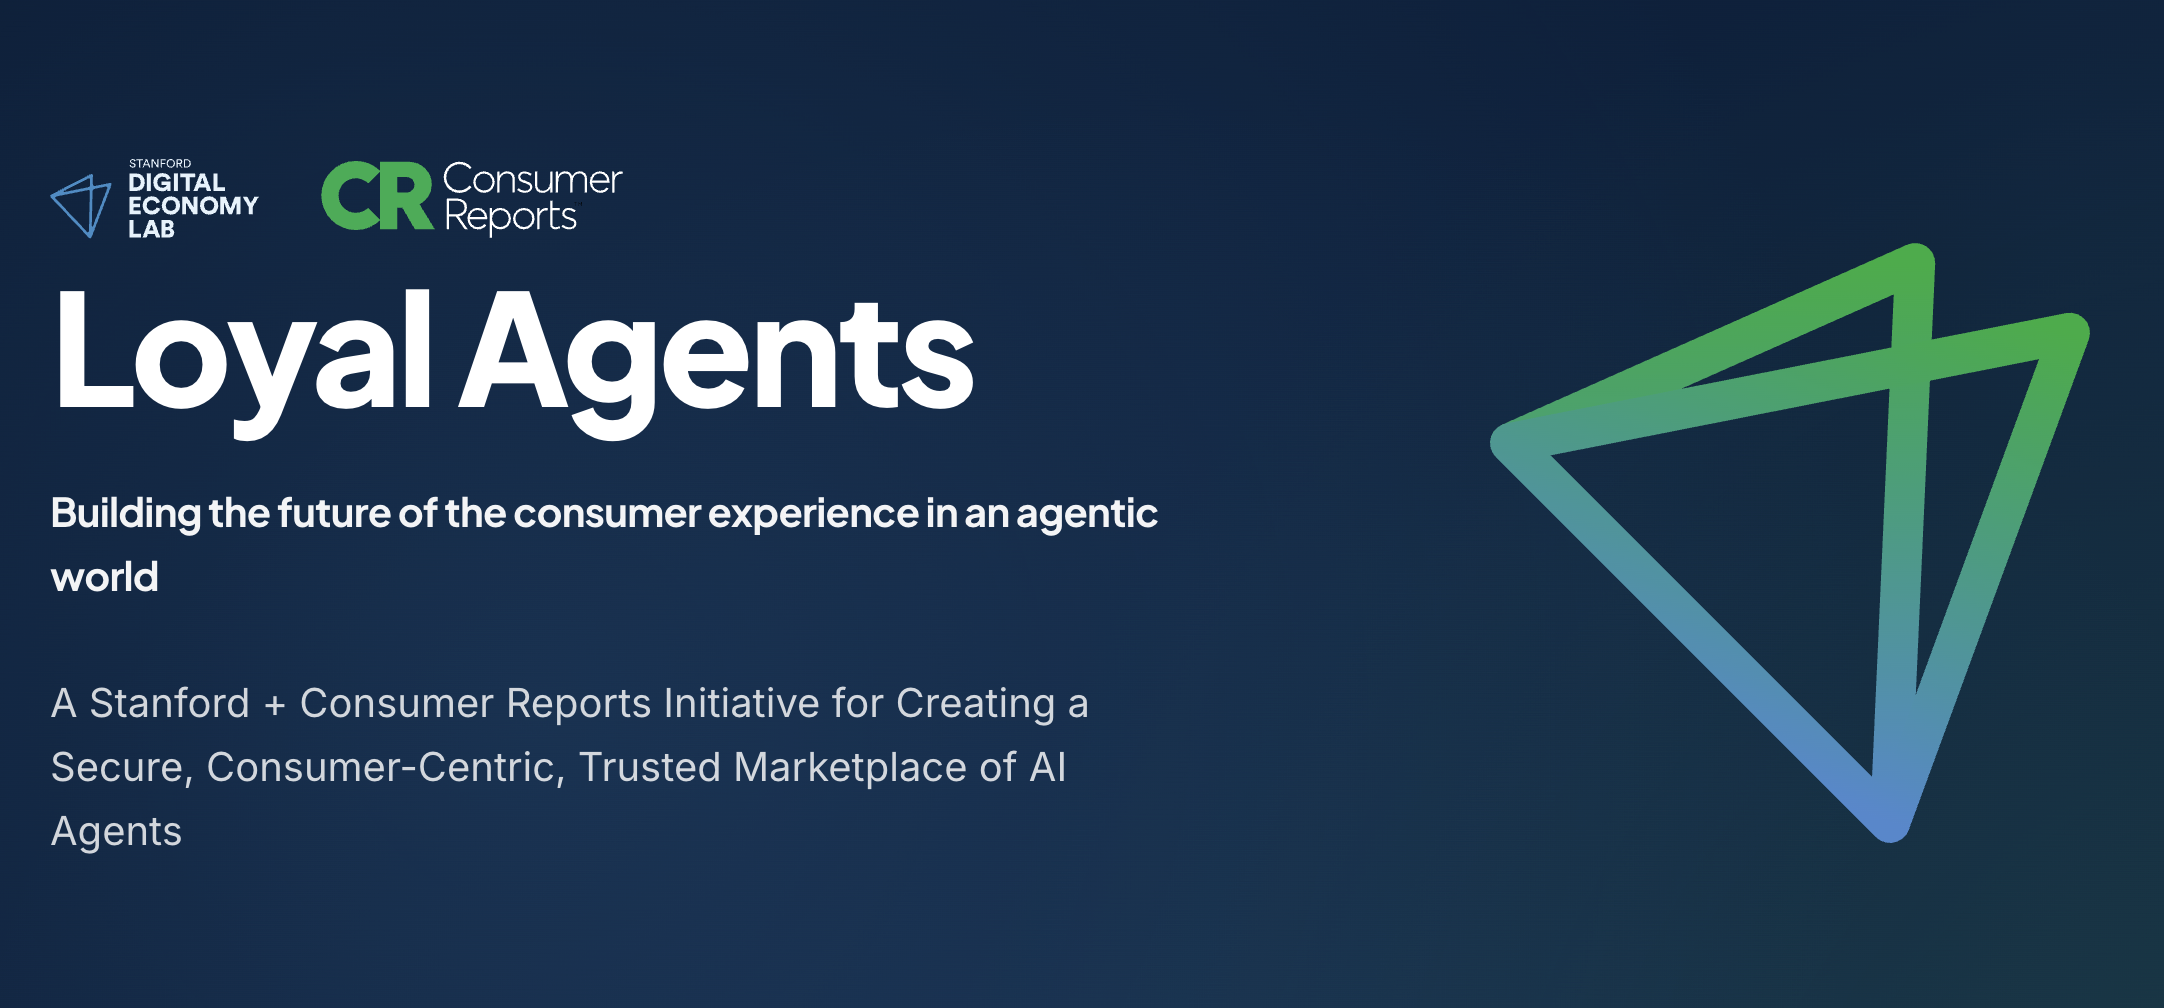 STANFORD
DIGITAL
ECONOMY
LAB
CR Consumer
Reports
Loyal Agents
Building the future of the consumer experience in an agentic
world
A Stanford + Consumer Reports Initiative for Creating a
Secure, Consumer-Centric, Trusted Marketplace of AI
Agents